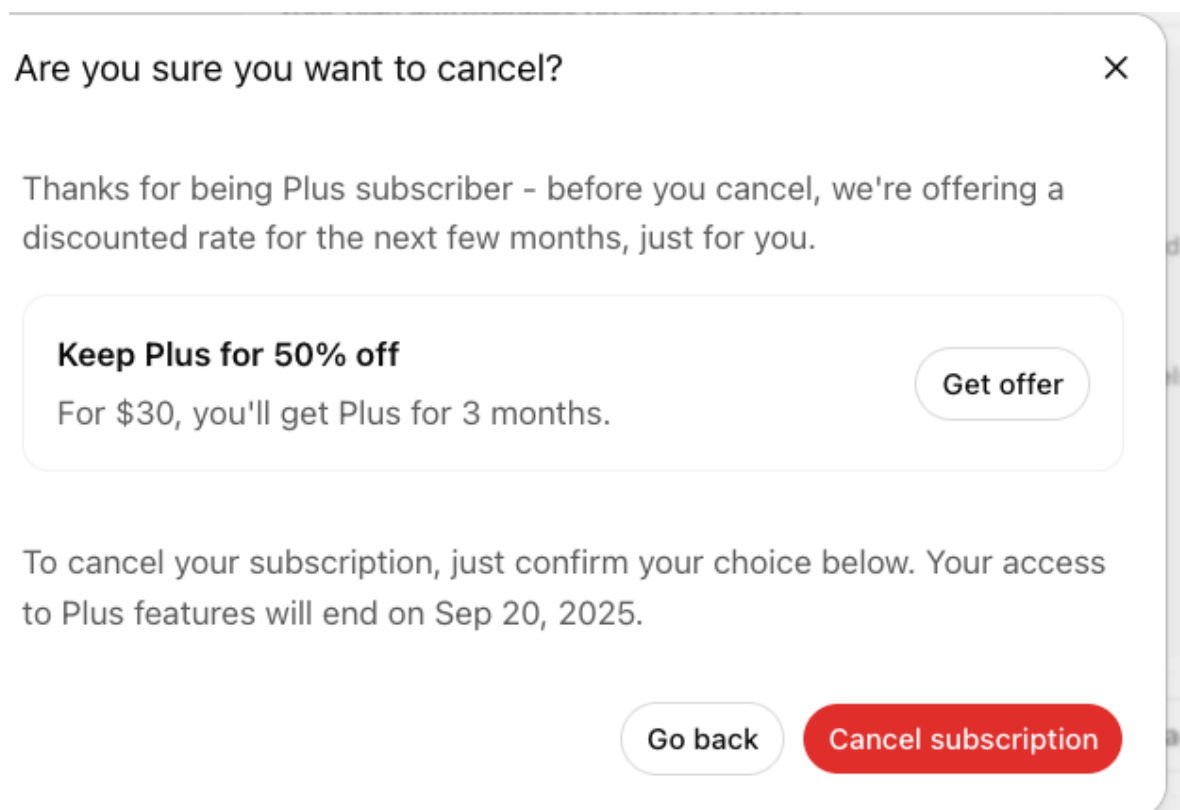 Are you sure you want to cancel?
Thanks for being Plus subscriber - before you cancel, we're offering a
discounted rate for the next few months, just for you.
Keep Plus for 50% off
For $30, you'll get Plus for 3 months.
Get offer
To cancel your subscription, just confirm your choice below. Your access
to Plus features will end on Sep 20, 2025.
Go back
Cancel subscription